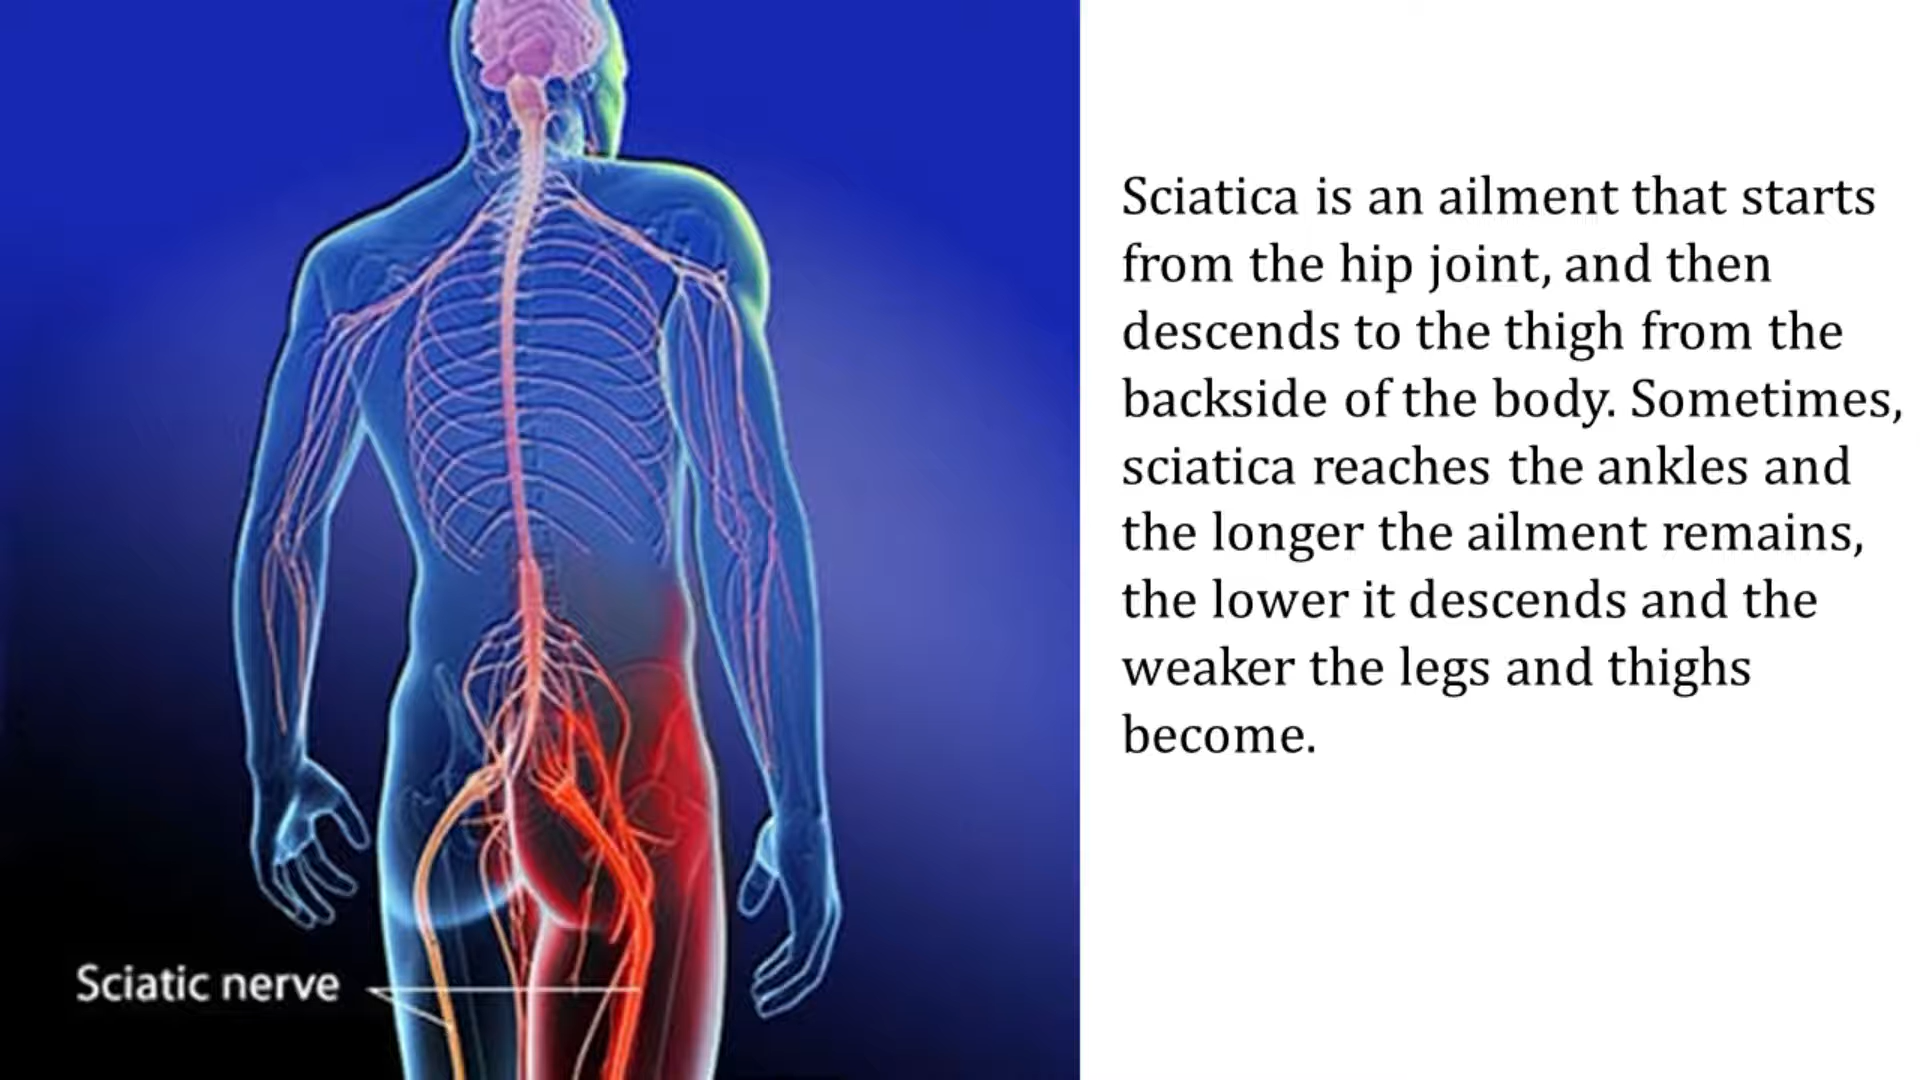 Sciatica is an ailment that starts
from the hip joint, and then
descends to the thigh from the
backside of the body. Sometimes,
sciatica reaches the ankles and
the longer the ailment remains,
the lower it descends and the
weaker the legs and thighs
become.
Sciatic nerve